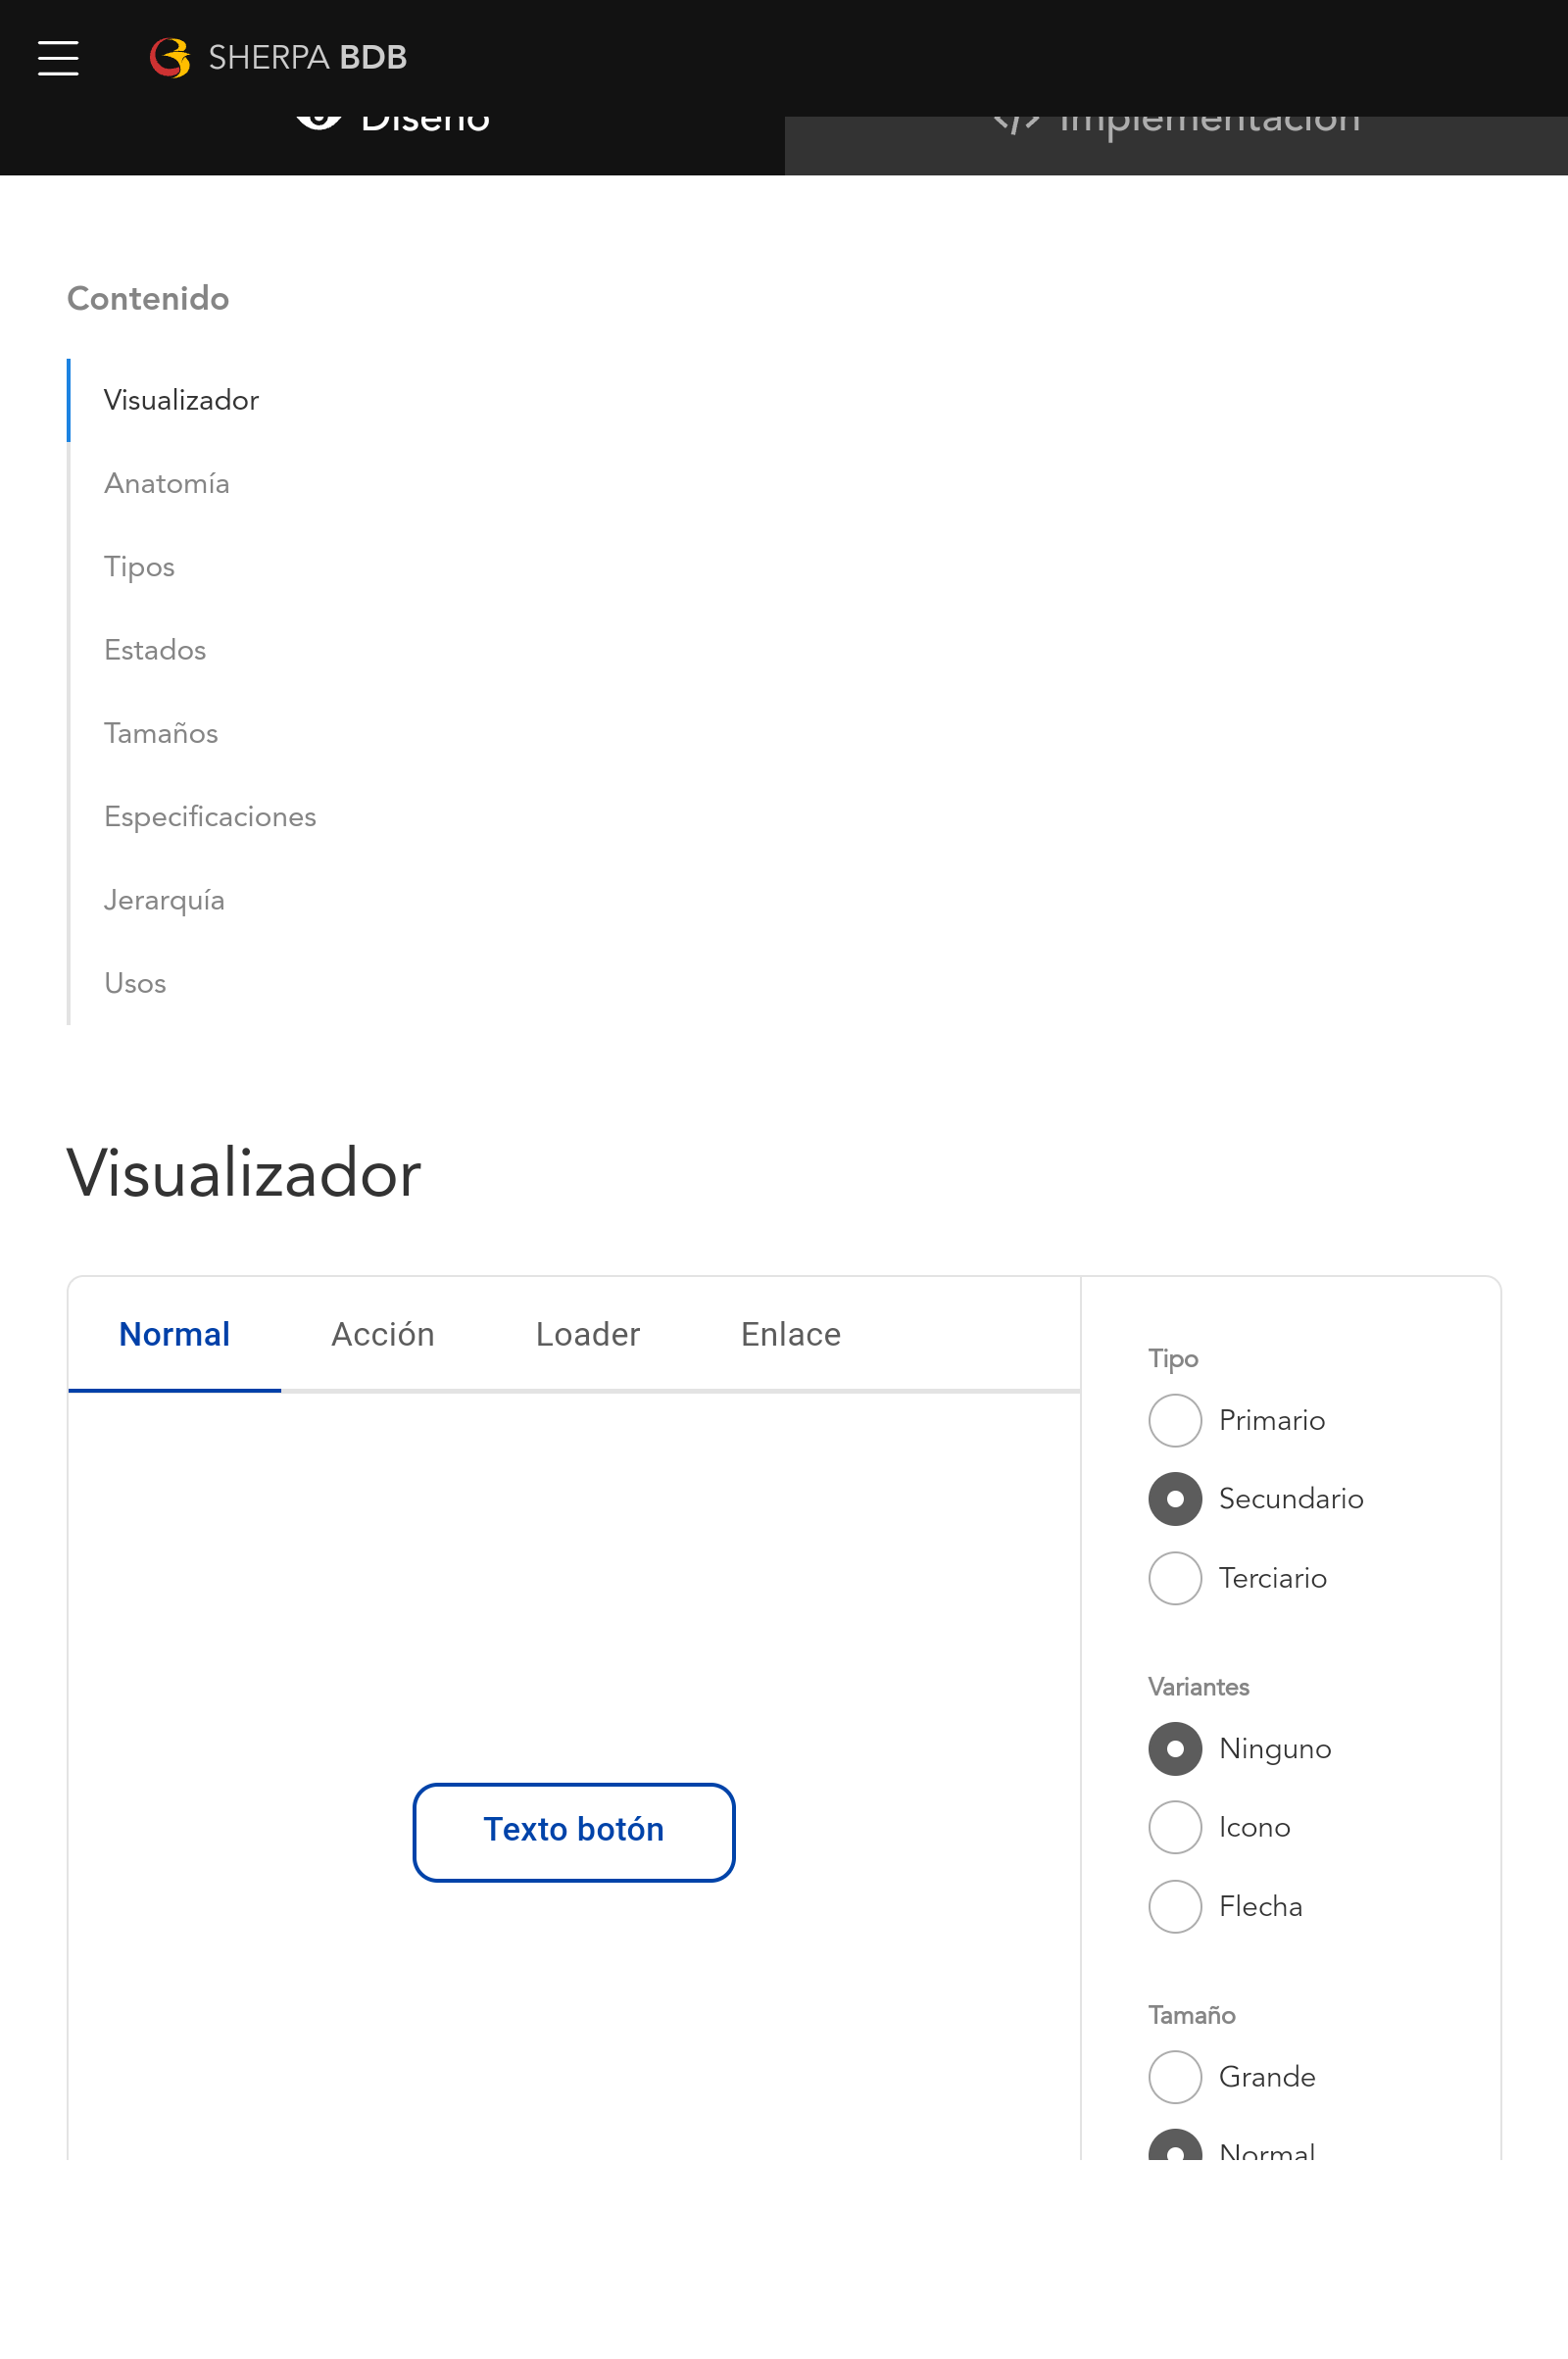 SHERPA BDB
Diseño
Implementación
Contenido
Visualizador
Anatomía
Tipos
Estados
Tamaños
Especificaciones
Jerarquía
Usos
Visualizador
Normal
Acción
Loader
Enlace
Texto botón
Tipo
Primario
Secundario
Terciario
Variantes
Ninguno
Icono
Flecha
Tamaño
Grande
Normal